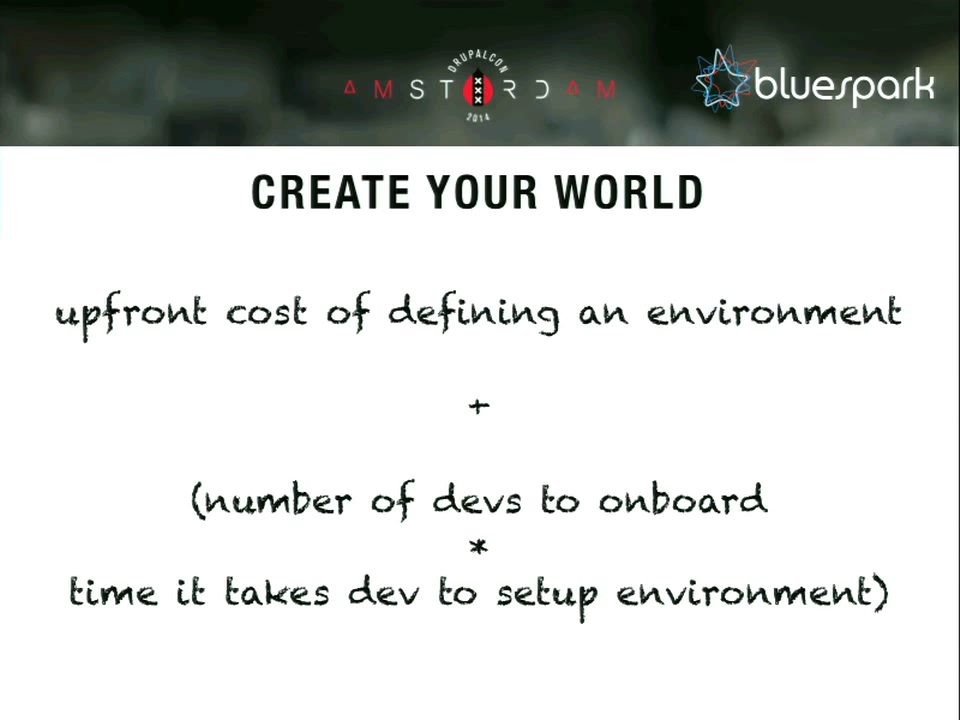 DRUPALCON
AMSTERDAM
2014
bluespark
CREATE YOUR WORLD
upfront cost of defining an environment
+
(number of devs to onboard
*
time it takes dev to setup environment)